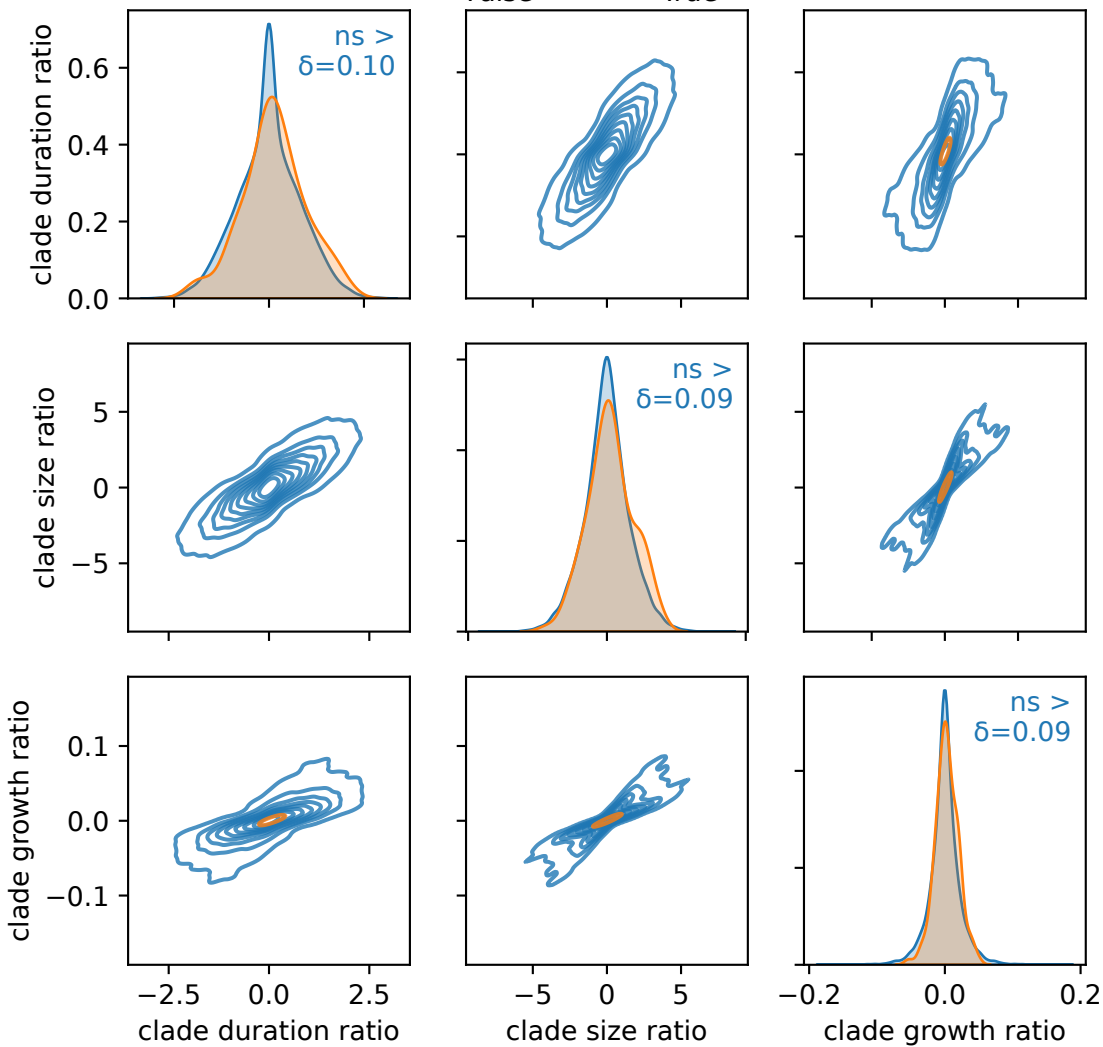 clade duration ratio
0.6
0.4
0.2
0.0
ns >
δ=0.10
clade size ratio
5
0
−5
ns >
δ=0.09
clade growth ratio
0.1
0.0
−0.1
ns >
δ=0.09
−2.5 0.0 2.5
−5 0 5
−0.2 0.0 0.2
clade duration ratio
clade size ratio
clade growth ratio